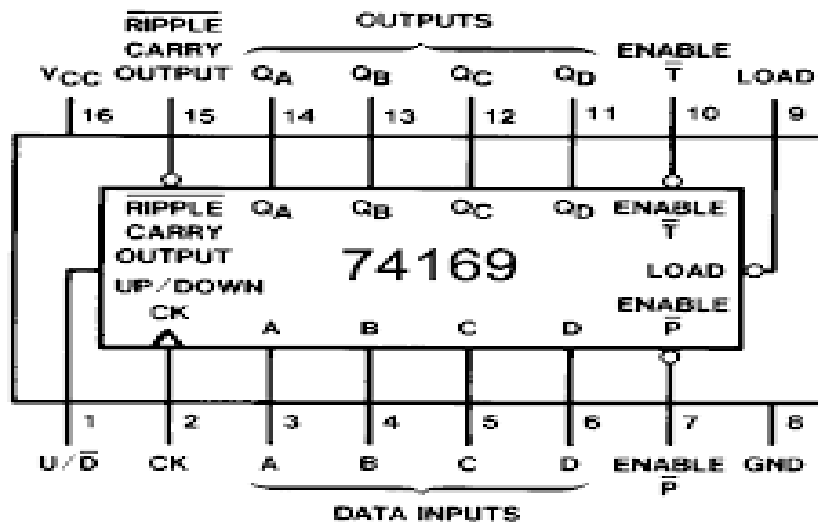 RIPPLE CARRY OUTPUT
OUTPUTS
VCC QA QB QC QD ENABLE T LOAD
16 15 14 13 12 11 10 9
RIPPLE CARRY OUTPUT QA QB QC QD ENABLE T
74169
LOAD
UP/DOWN
ENABLE P
CK A B C D
1 2 3 4 5 6 7 8
U/D CK A B C D ENABLE P GND
DATA INPUTS